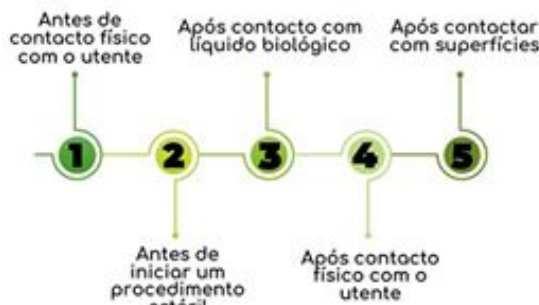 Antes de
contacto físico
com o utente
Após contacto com
líquido biológico
Após contactar
com superfícies
1
2
3
4
5
Antes de
iniciar um
procedimento
Após contacto
físico com o
utente